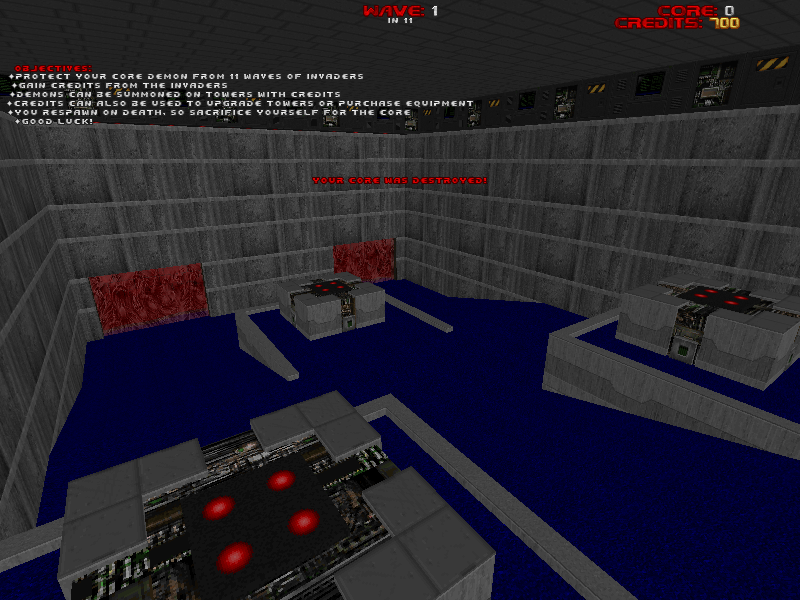 WAVE: 1
IN 11
CORE: 0
CREDITS: 700
OBJECTIVES:
+PROTECT YOUR CORE DEMON FROM 11 WAVES OF INVADERS
+GAIN CREDITS FROM THE INVADERS
+DEMONS CAN BE SUMMONED ON TOWERS WITH CREDITS
+CREDITS CAN ALSO BE USED TO UPGRADE TOWERS OR PURCHASE EQUIPMENT
+YOU RESPAWN ON DEATH, SO SACRIFICE YOURSELF FOR THE CORE
+GOOD LUCK!
YOUR CORE WAS DESTROYED!